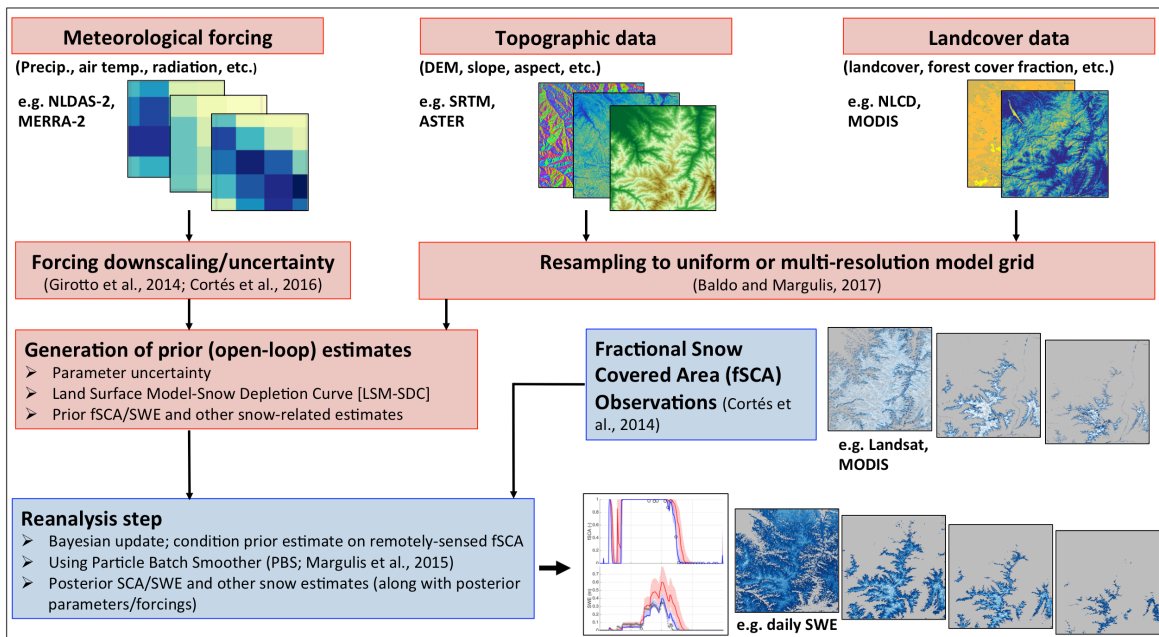 Meteorological forcing
(Precip., air temp., radiation, etc.)
e.g. NLDAS-2,
MERRA-2
Topographic data
(DEM, slope, aspect, etc.)
e.g. SRTM,
ASTER
Landcover data
(landcover, forest cover fraction, etc.)
e.g. NLCD,
MODIS
Forcing downscaling/uncertainty
(Girotto et al., 2014; Cortés et al., 2016)
Resampling to uniform or multi-resolution model grid
(Baldo and Margulis, 2017)
Generation of prior (open-loop) estimates
➢ Parameter uncertainty
➢ Land Surface Model-Snow Depletion Curve [LSM-SDC]
➢ Prior fSCA/SWE and other snow-related estimates
Fractional Snow
Covered Area (fSCA)
Observations (Cortés et
al., 2014)
e.g. Landsat,
MODIS
Reanalysis step
➢ Bayesian update; condition prior estimate on remotely-sensed fSCA
➢ Using Particle Batch Smoother (PBS; Margulis et al., 2015)
➢ Posterior SCA/SWE and other snow estimates (along with posterior
parameters/forcings)
fSCA (-)
SWE (m)
e.g. daily SWE